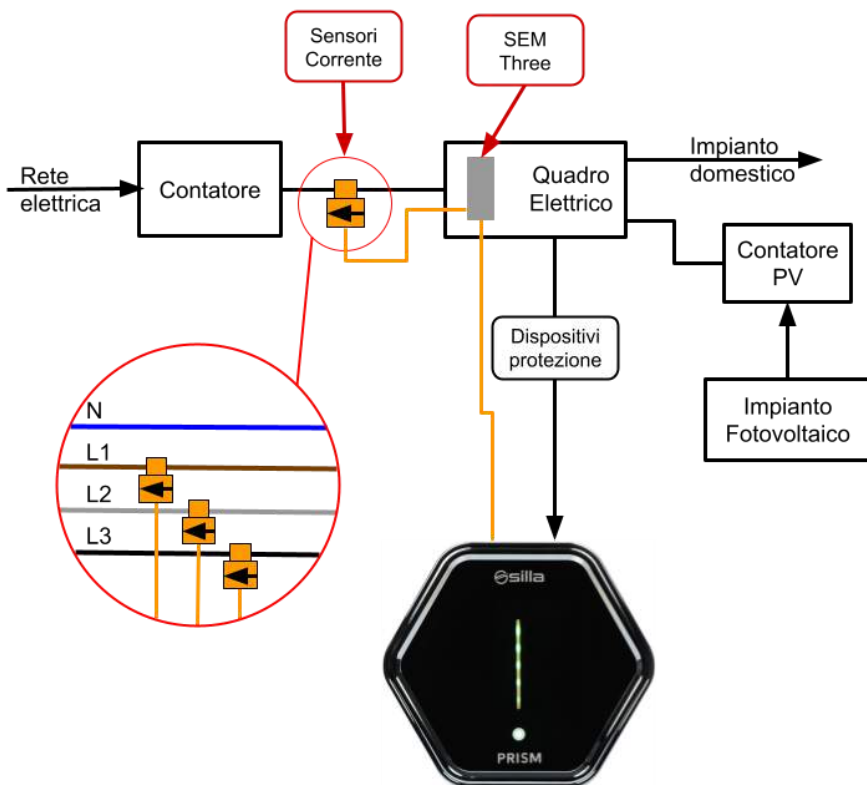 Sensori
Corrente
SEM
Three
Rete
elettrica
Contatore
Quadro
Elettrico
Impianto
domestico
Contatore
PV
Dispositivi
protezione
Impianto
Fotovoltaico
N
L1
L2
L3
silla
PRISM